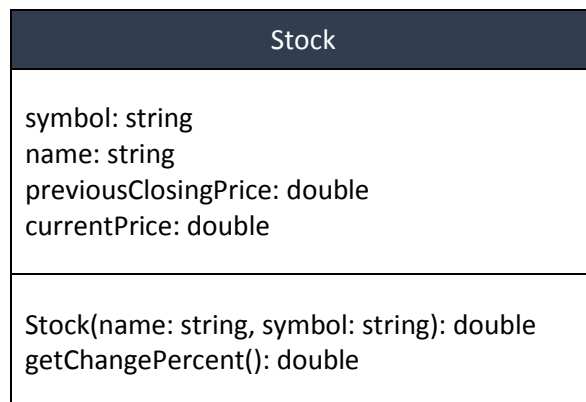 Stock
symbol: string
name: string
previousClosingPrice: double
currentPrice: double
Stock(name: string, symbol: string): double
getChangePercent(): double